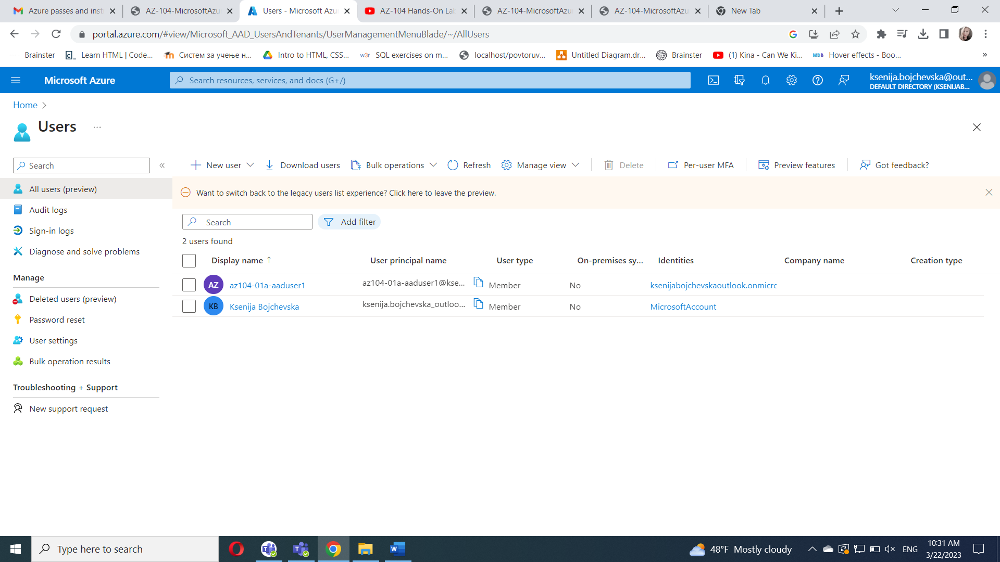 Azure passes and inst
AZ-104-MicrosoftAzu
Users - Microsoft Azu
AZ-104 Hands-On Lab
AZ-104-MicrosoftAzu
AZ-104-MicrosoftAzu
New Tab
portal.azure.com/#view/Microsoft_AAD_UsersAndTenants/UserManagementMenuBlade/~/AllUsers
Brainster
Learn HTML | Code...
Систем за учење н...
Intro to HTML, CSS...
w3r SQL exercises on m...
localhost/povtoruv...
Untitled Diagram.dr...
Brainster
(1) Kina - Can We Ki...
MDB Hover effects - Boo...
»
Microsoft Azure
Search resources, services, and docs (G+/)
ksenija.bojchevska@out...
DEFAULT DIRECTORY (KSENIJAB...
Home
Users
...
Search
«
New user
Download users
Bulk operations
Refresh
Manage view
Delete
Per-user MFA
Preview features
Got feedback?
All users (preview)
Audit logs
Sign-in logs
Diagnose and solve problems
Manage
Deleted users (preview)
Password reset
User settings
Bulk operation results
Troubleshooting + Support
New support request
Want to switch back to the legacy users list experience? Click here to leave the preview.
Search
Add filter
2 users found
Display name ↑ User principal name User type On-premises sy... Identities Company name Creation type
AZ az104-01a-aaduser1 az104-01a-aaduser1@kse... Member No ksenijabojchevskaoutlook.onmicrc
KB Ksenija Bojchevska ksenija.bojchevska_outloo... Member No MicrosoftAccount
Type here to search
48°F Mostly cloudy
ENG
10:31 AM
3/22/2023